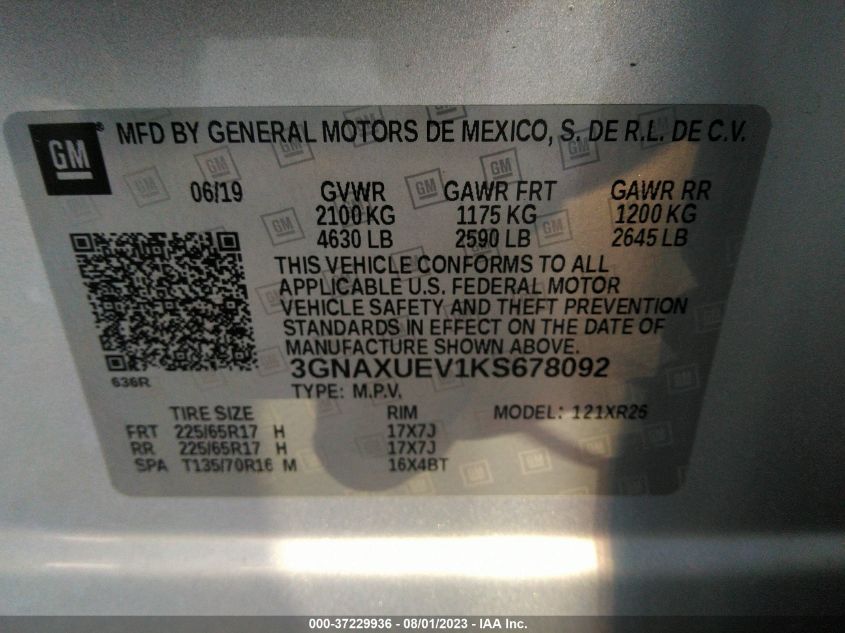 GM ® MFD BY GENERAL MOTORS DE MEXICO, S. DE R.L. DE C.V.
06/19 GVWR GAWR FRT GAWR RR
2100 KG 1175 KG 1200 KG
4630 LB 2590 LB 2645 LB
THIS VEHICLE CONFORMS TO ALL
APPLICABLE U.S. FEDERAL MOTOR
VEHICLE SAFETY AND THEFT PREVENTION
STANDARDS IN EFFECT ON THE DATE OF
MANUFACTURE SHOWN ABOVE.
3GNAXUEV1KS678092
636R
TYPE: M.P.V.
TIRE SIZE RIM MODEL: 121XR26
FRT 225/65R17 H 17X7J
RR 225/65R17 H 17X7J
SPA T135/70R16 M 16X4BT
000-37229936 - 08/01/2023 - IAA Inc.